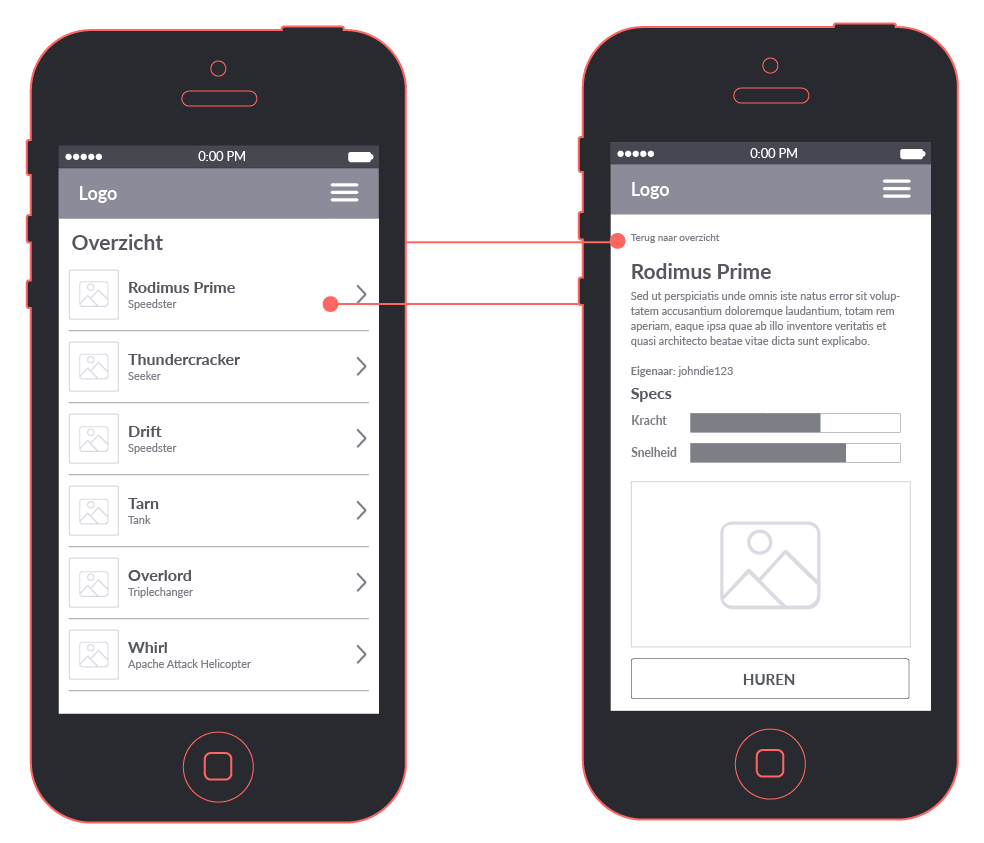 0:00 PM
Logo
Overzicht
Rodimus Prime
Speedster
Thundercracker
Seeker
Drift
Speedster
Tarn
Tank
Overlord
Triplechanger
Whirl
Apache Attack Helicopter
0:00 PM
Logo
Terug naar overzicht
Rodimus Prime
Sed ut perspiciatis unde omnis iste natus error sit volup-
tatem accusantium doloremque laudantium, totam rem
aperiam, eaque ipsa quae ab illo inventore veritatis et
quasi architecto beatae vitae dicta sunt explicabo.
Eigenaar: johndie123
Specs
Kracht
Snelheid
HUREN